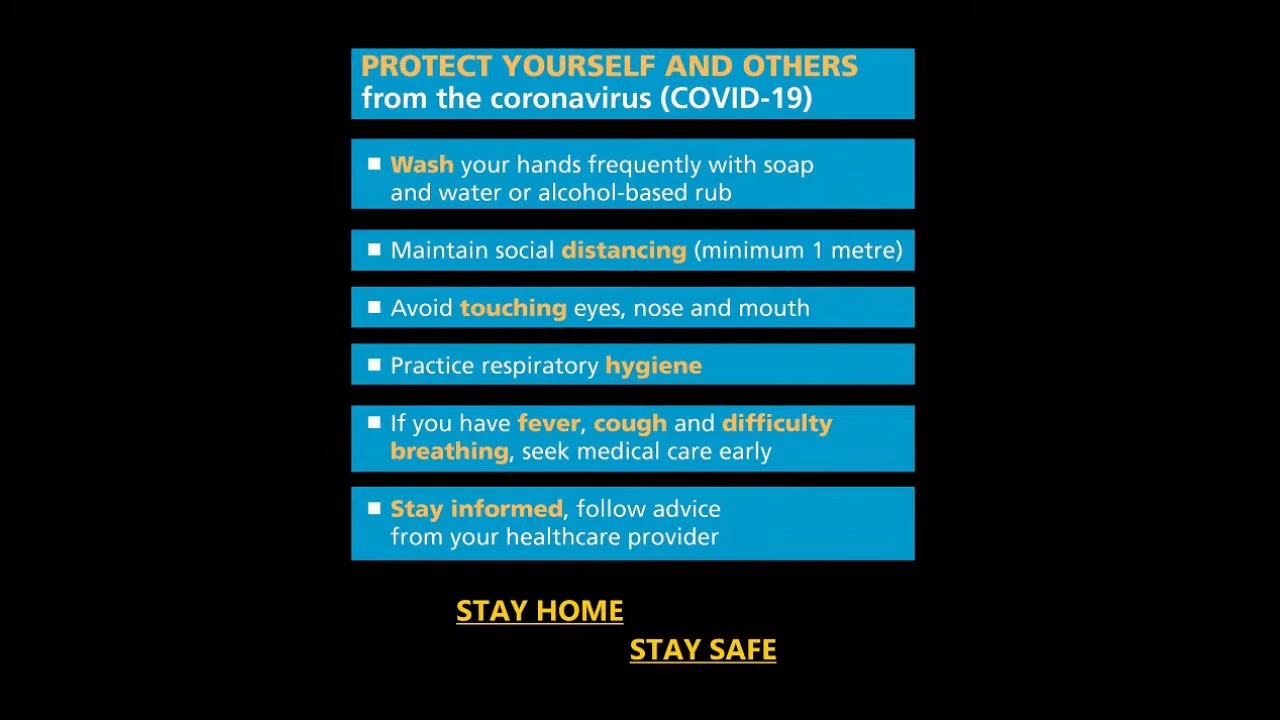 PROTECT YOURSELF AND OTHERS
from the coronavirus (COVID-19)
Wash your hands frequently with soap
and water or alcohol-based rub
Maintain social distancing (minimum 1 metre)
Avoid touching eyes, nose and mouth
Practice respiratory hygiene
If you have fever, cough and difficulty
breathing, seek medical care early
Stay informed, follow advice
from your healthcare provider
STAY HOME
STAY SAFE